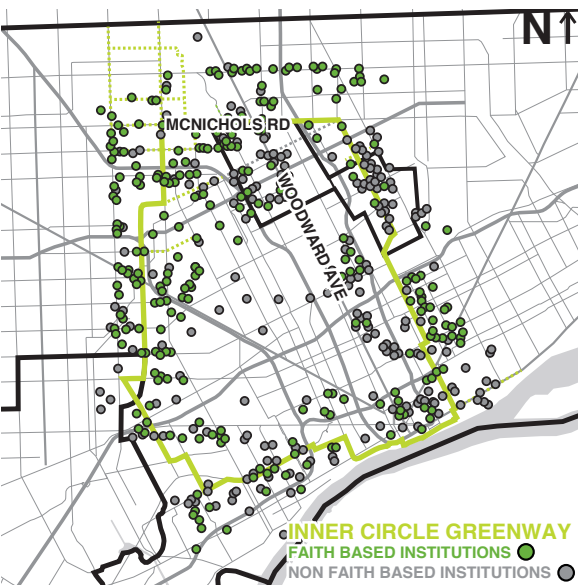 N
MCNICHOLS RD
WOODWARD AVE
INNER CIRCLE GREENWAY
FAITH BASED INSTITUTIONS
NON FAITH BASED INSTITUTIONS